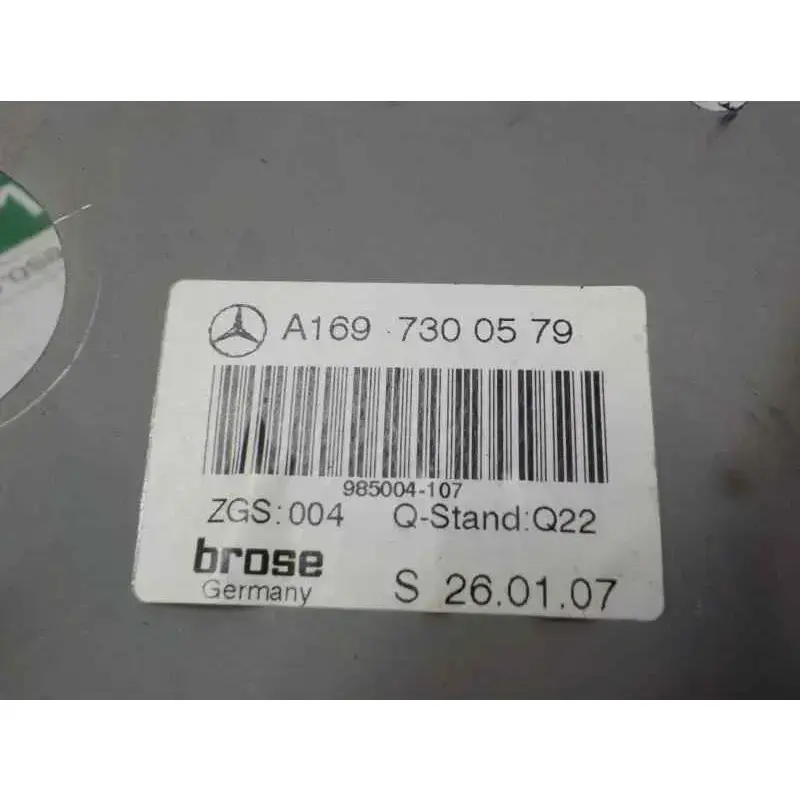 A169 730 05 79
985004-107
ZGS:004 Q-Stand:Q22
brose
Germany S 26.01.07